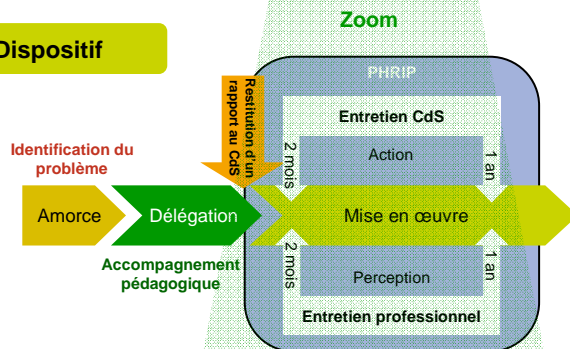 Zoom
Dispositif
PHRIP
Restitution d'un
rapport au CdS
Entretien CdS
2 mois
Action
1 an
Identification du
problème
Amorce
Délégation
Mise en œuvre
Accompagnement
pédagogique
2 mois
Perception
1 an
Entretien professionnel